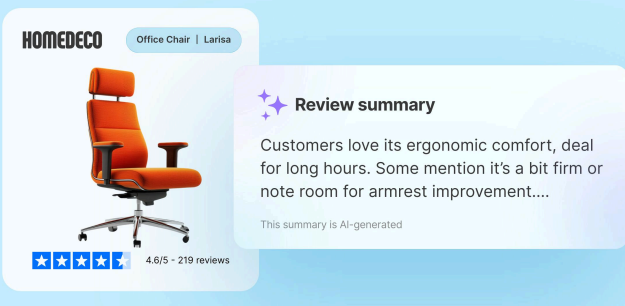 HOMEDECO
Office Chair | Larisa
4.6/5 - 219 reviews
Review summary
Customers love its ergonomic comfort, deal
for long hours. Some mention it's a bit firm or
note room for armrest improvement....
This summary is AI-generated